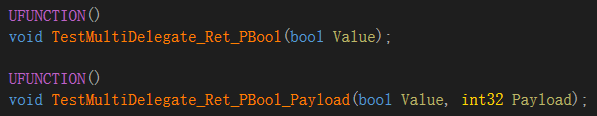 UFUNCTION()
void TestMultiDelegate_Ret_PBool(bool Value);
UFUNCTION()
void TestMultiDelegate_Ret_PBool_Payload(bool Value, int32 Payload);